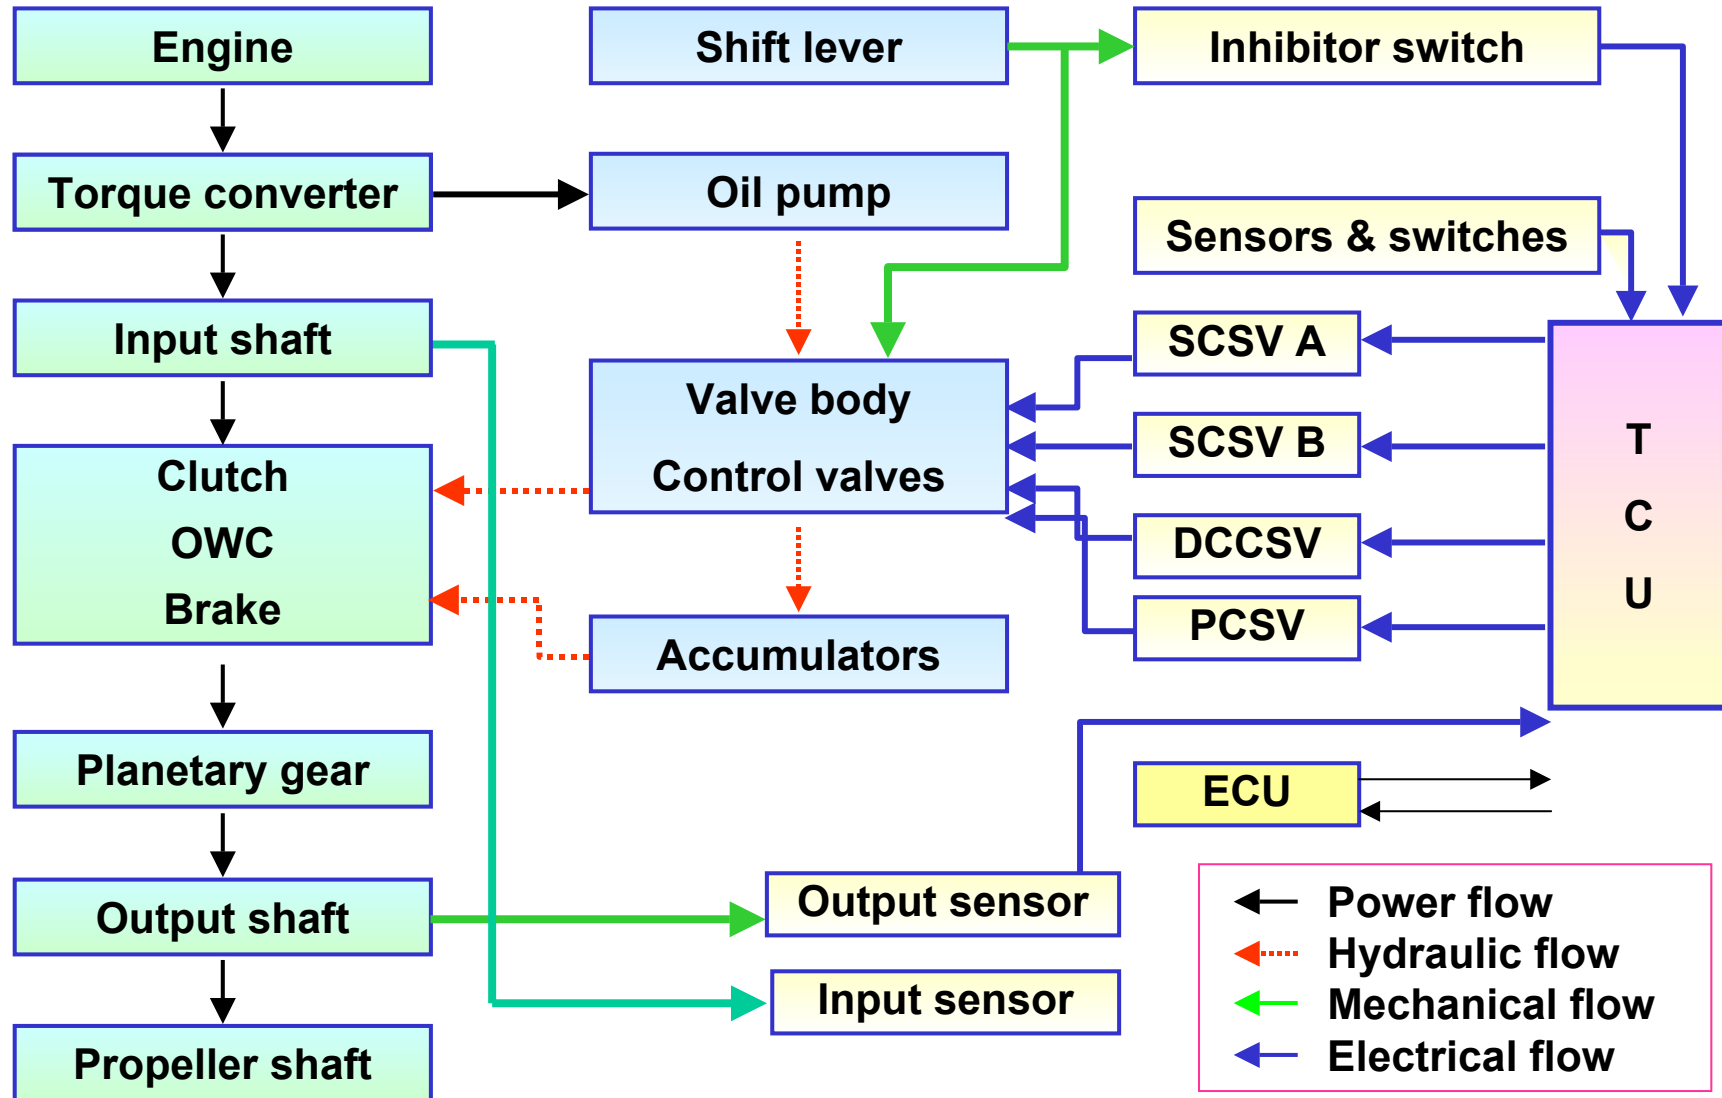 Engine
Shift lever
Inhibitor switch
Torque converter
Oil pump
Sensors & switches
Input shaft
SCSV A
Valve body
Control valves
SCSV B
T
C
U
Clutch
OWC
Brake
DCCSV
PCSV
Accumulators
Planetary gear
ECU
Output shaft
Output sensor
Input sensor
Propeller shaft
Power flow
Hydraulic flow
Mechanical flow
Electrical flow